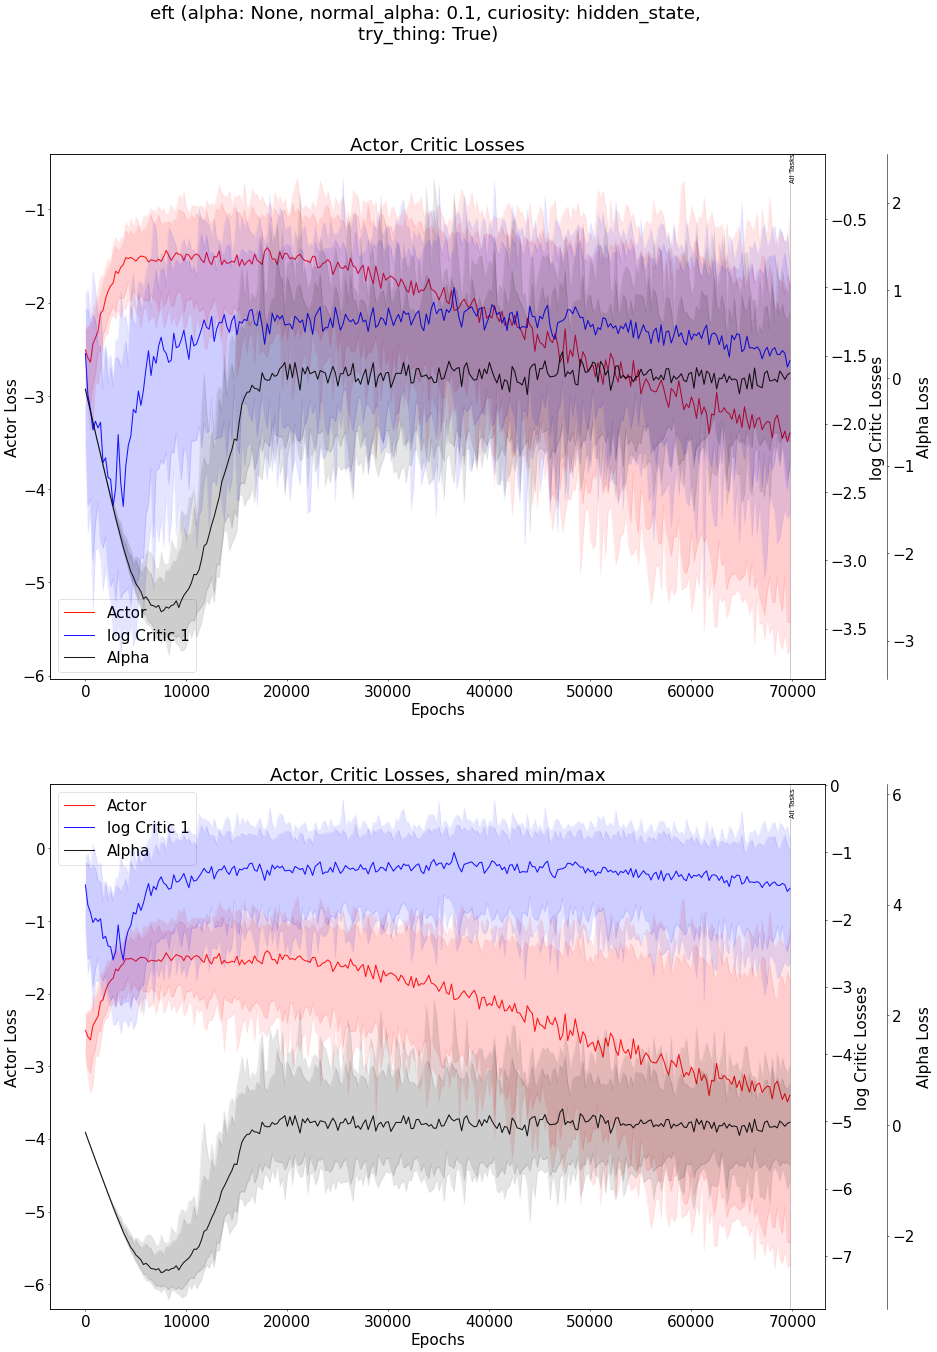 eft (alpha: None, normal_alpha: 0.1, curiosity: hidden_state,
try_thing: True)
Actor, Critic Losses
All Tasks
−1
−2
−3
−4
−5
−6
Actor Loss
−0.5
−1.0
−1.5
−2.0
−2.5
−3.0
−3.5
log Critic Losses
2
1
0
−1
−2
−3
Alpha Loss
Actor
log Critic 1
Alpha
0
10000
20000
30000
40000
50000
60000
70000
Epochs
Actor, Critic Losses, shared min/max
All Tasks
Actor
log Critic 1
Alpha
0
−1
−2
−3
−4
−5
−6
Actor Loss
0
−1
−2
−3
−4
−5
−6
−7
log Critic Losses
6
4
2
0
−2
Alpha Loss
0
10000
20000
30000
40000
50000
60000
70000
Epochs